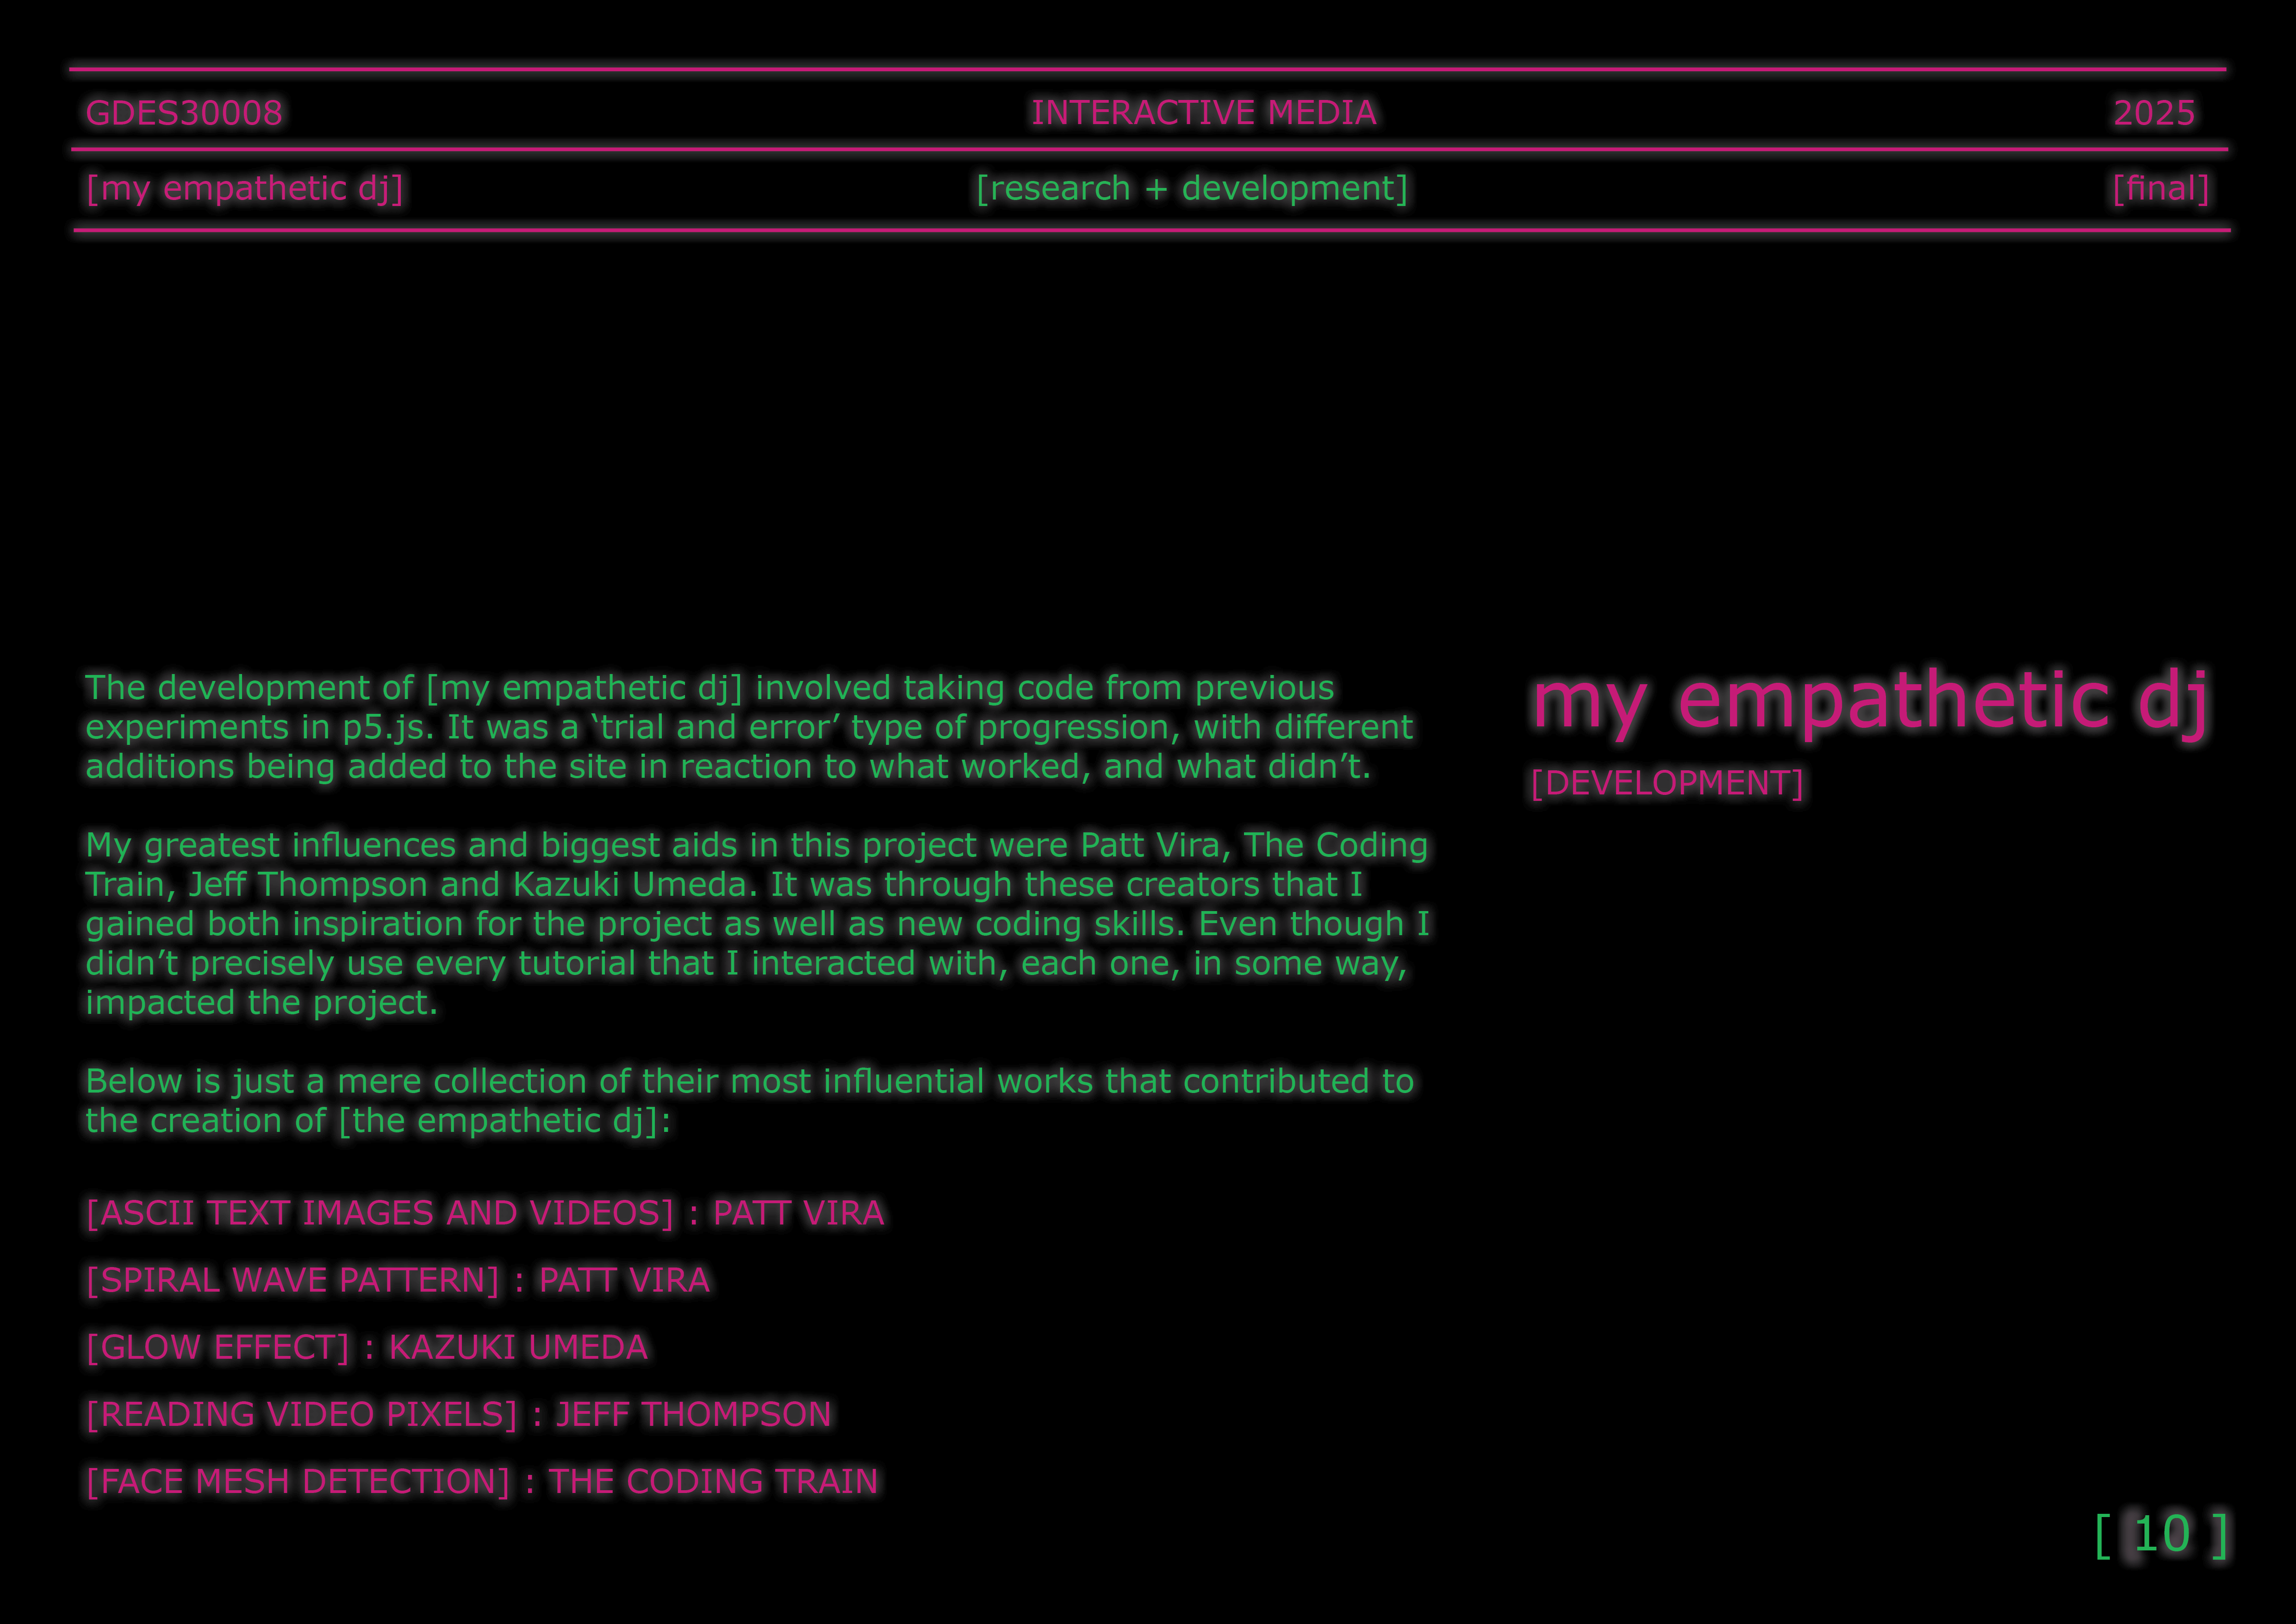 GDES30008 INTERACTIVE MEDIA 2025
[my empathetic dj] [research + development] [final]
my empathetic dj
[DEVELOPMENT]
The development of [my empathetic dj] involved taking code from previous
experiments in p5.js. It was a ‘trial and error’ type of progression, with different
additions being added to the site in reaction to what worked, and what didn’t.
My greatest influences and biggest aids in this project were Patt Vira, The Coding
Train, Jeff Thompson and Kazuki Umeda. It was through these creators that I
gained both inspiration for the project as well as new coding skills. Even though I
didn’t precisely use every tutorial that I interacted with, each one, in some way,
impacted the project.
Below is just a mere collection of their most influential works that contributed to
the creation of [the empathetic dj]:
[ASCII TEXT IMAGES AND VIDEOS] : PATT VIRA
[SPIRAL WAVE PATTERN] : PATT VIRA
[GLOW EFFECT] : KAZUKI UMEDA
[READING VIDEO PIXELS] : JEFF THOMPSON
[FACE MESH DETECTION] : THE CODING TRAIN
[ 10 ]